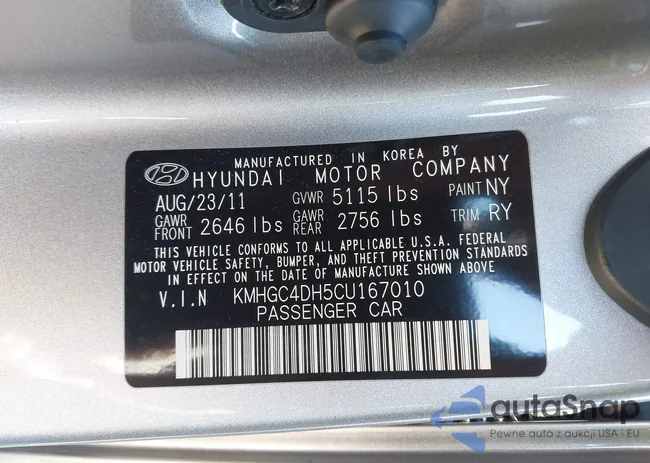 MANUFACTURED IN KOREA BY
HYUNDAI MOTOR COMPANY
AUG/23/11 GVWR 5115 lbs PAINT NY
GAWR FRONT 2646 lbs GAWR REAR 2756 lbs TRIM RY
THIS VEHICLE CONFORMS TO ALL APPLICABLE U.S.A. FEDERAL
MOTOR VEHICLE SAFETY, BUMPER, AND THEFT PREVENTION STANDARDS
IN EFFECT ON THE DATE OF MANUFACTURE SHOWN ABOVE
V.I.N KMHGC4DH5CU167010
PASSENGER CAR
autaSnap
Pewne auta z aukcji USA i EU